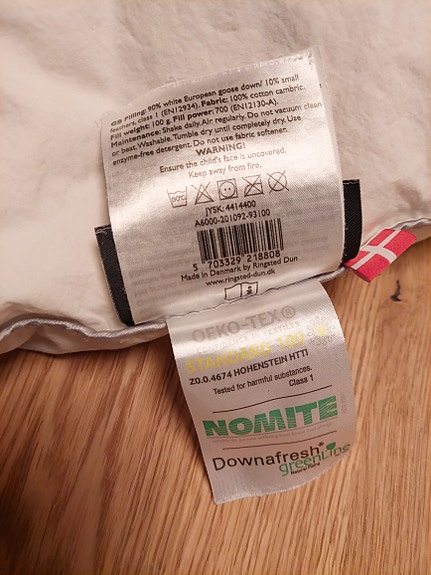 GB Filling: 90% white European goose down/ 10% small
feathers, class 1 (EN12934). Fabric: 100% cotton cambric.
Fill weight: 100 g. Fill power: 700 (EN12130-A).
Maintenance: Shake daily. Air regularly. Do not vacuum clean
or beat. Washable. Tumble dry until completely dry. Use
enzyme-free detergent. Do not use fabric softener.
WARNING!
Ensure the child's face is uncovered.
Keep away from fire.
JYSK: 4414400
A6000-201092-93100
5 703329 218808
Made in Denmark by Ringsted Dun
www.ringsted-dun.dk
OEKO-TEX®
CONFIDENCE IN TEXTILES
STANDARD 100
Z0.0.4674 HOHENSTEIN HTTI
Tested for harmful substances.
Class 1
NOMITE
Downafresh®
greenLine